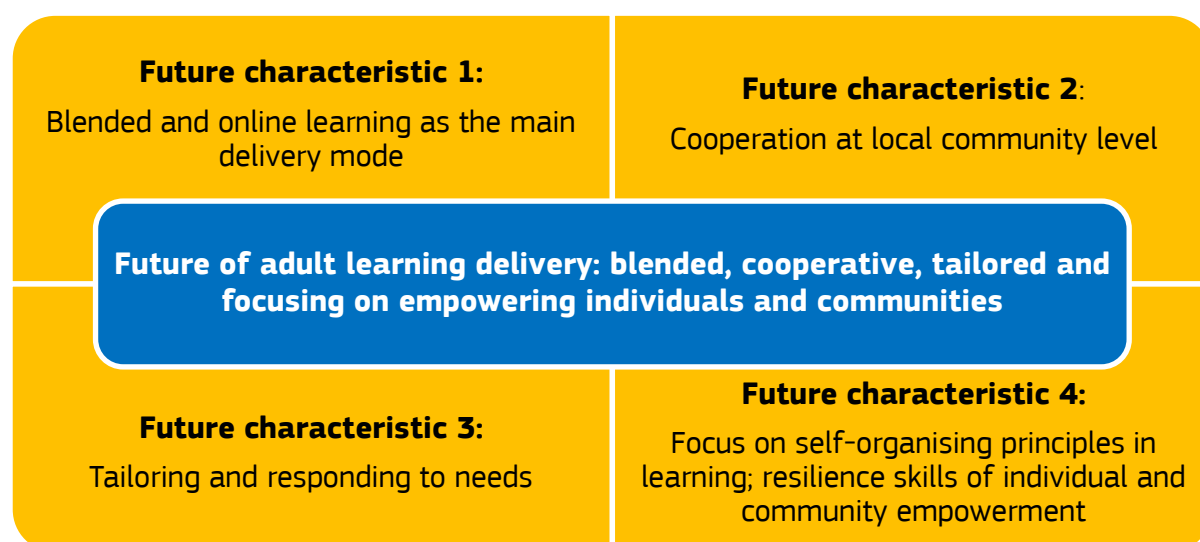 Future characteristic 1:
Blended and online learning as the main
delivery mode
Future characteristic 2:
Cooperation at local community level
Future of adult learning delivery: blended, cooperative, tailored and
focusing on empowering individuals and communities
Future characteristic 3:
Tailoring and responding to needs
Future characteristic 4:
Focus on self-organising principles in
learning; resilience skills of individual and
community empowerment